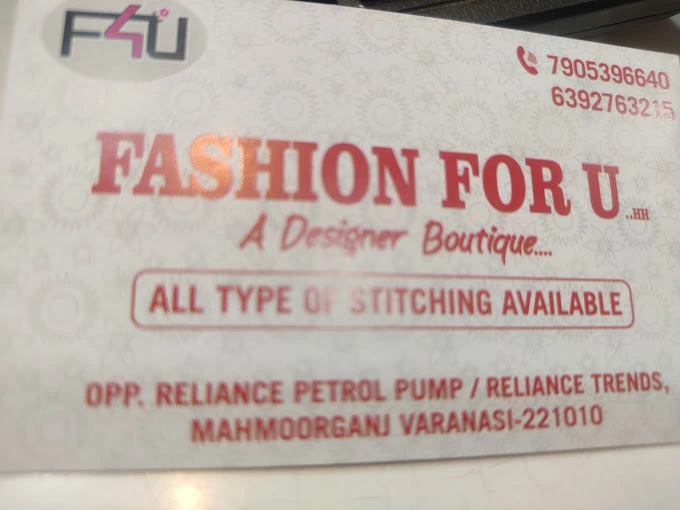 F4U
7905396640
6392763215
FASHION FOR U..HH
A Designer Boutique....
ALL TYPE OF STITCHING AVAILABLE
OPP. RELIANCE PETROL PUMP / RELIANCE TRENDS,
MAHMOORGANJ VARANASI-221010